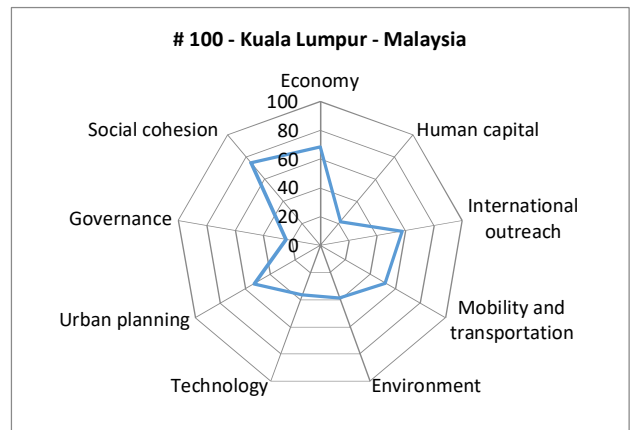 # 100 - Kuala Lumpur - Malaysia
Economy
100
80
60
40
20
0
Human capital
International
outreach
Mobility and
transportation
Environment
Technology
Urban planning
Governance
Social cohesion